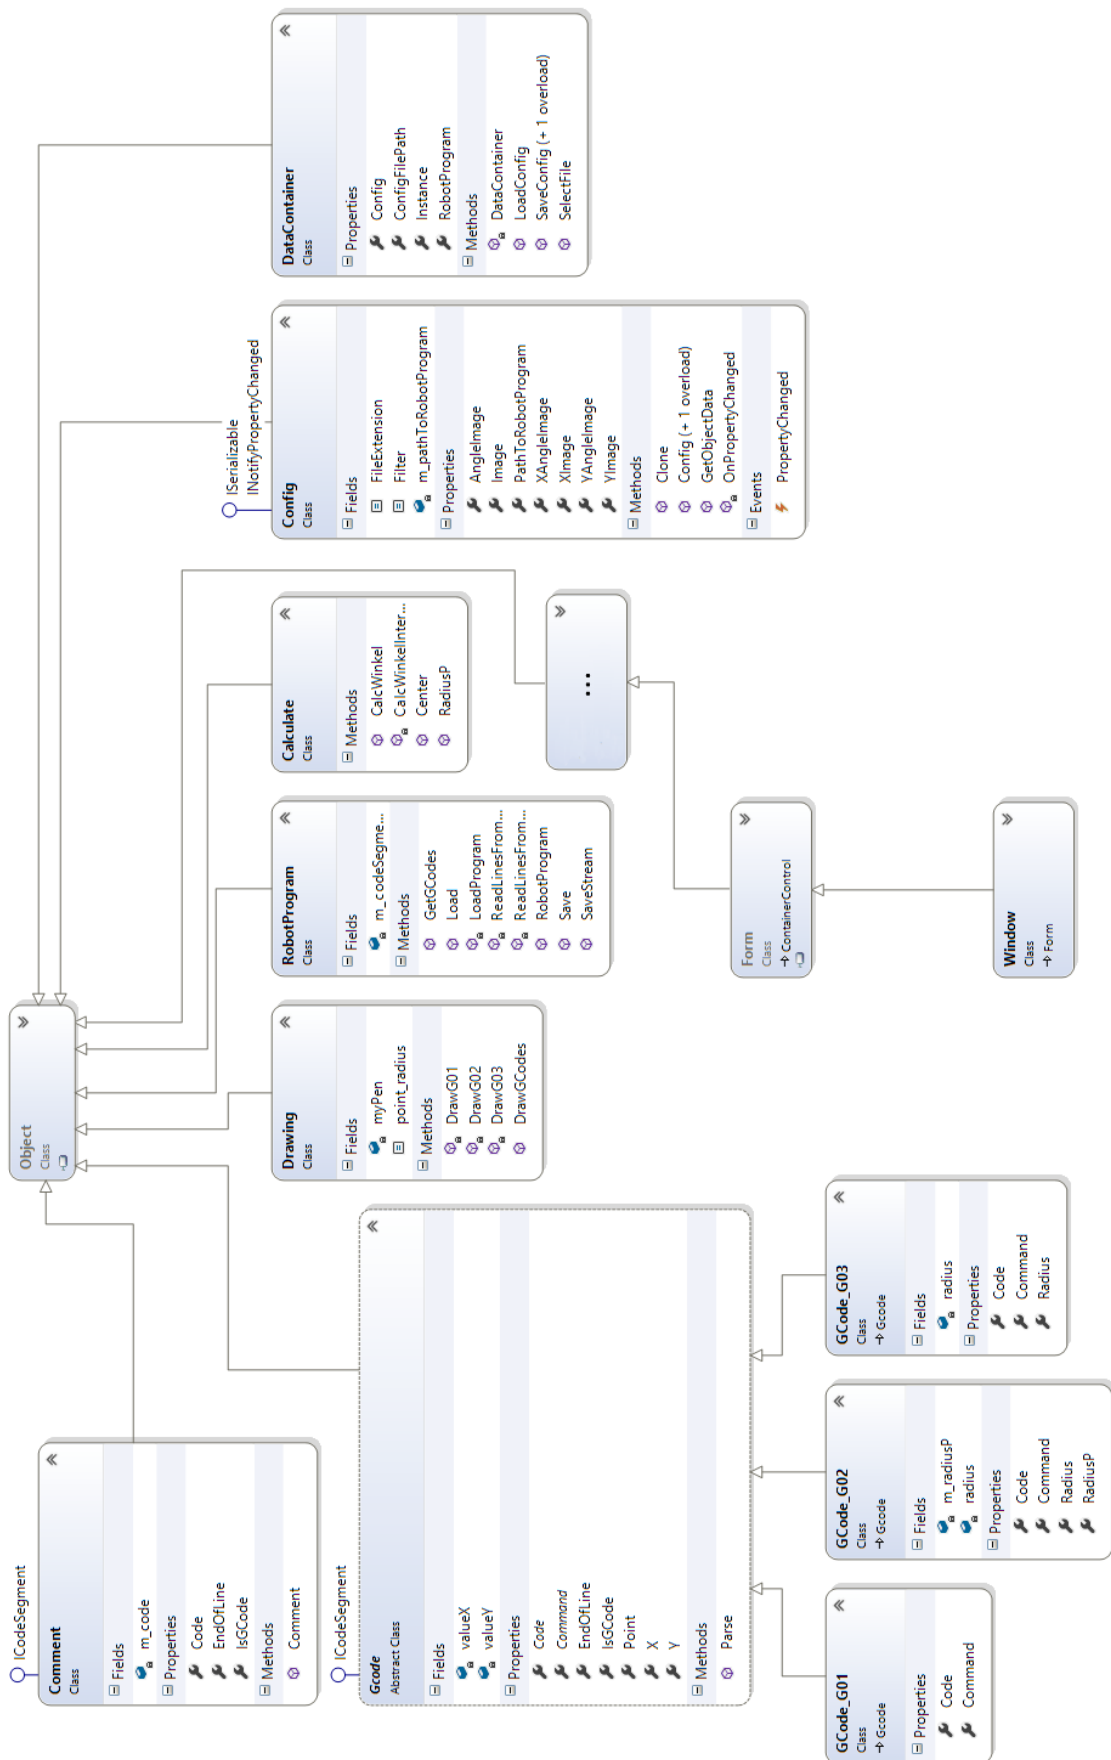 Object
Class
ICodeSegment
Comment
Class
Fields
m_code
Properties
Code
EndOfLine
IsGCode
Methods
Comment
ICodeSegment
Gcode
Abstract Class
Fields
valueX
valueY
Properties
Code
Command
EndOfLine
IsGCode
Point
X
Y
Methods
Parse
Drawing
Class
Fields
myPen
point_radius
Methods
DrawG01
DrawG02
DrawG03
DrawGCodes
RobotProgram
Class
Fields
m_codeSegme...
Methods
GetGCodes
Load
LoadProgram
ReadLinesFrom...
ReadLinesFrom...
RobotProgram
Save
SaveStream
Calculate
Class
Methods
CalcWinkel
CalcWinkelInter...
Center
RadiusP
ISerializable
INotifyPropertyChanged
Config
Class
Fields
FileExtension
Filter
m_pathToRobotProgram
Properties
AngleImage
Image
PathToRobotProgram
XAngleImage
XImage
YAngleImage
YImage
Methods
Clone
Config (+ 1 overload)
GetObjectData
OnPropertyChanged
Events
PropertyChanged
DataContainer
Class
Properties
Config
ConfigFilePath
Instance
RobotProgram
Methods
DataContainer
LoadConfig
SaveConfig (+ 1 overload)
SelectFile
...
GCode_G01
Class
Gcode
Properties
Code
Command
GCode_G02
Class
Gcode
Fields
m_radiusP
radius
Properties
Code
Command
Radius
RadiusP
GCode_G03
Class
Gcode
Fields
radius
Properties
Code
Command
Radius
Form
Class
ContainerControl
Window
Class
Form